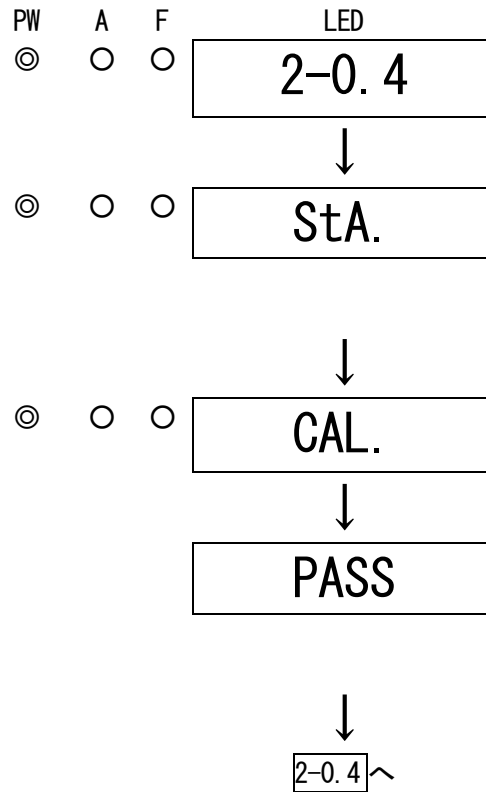 PW A F LED
◎ ○ ○ 2-0.4
↓
◎ ○ ○ StA.
↓
◎ ○ ○ CAL.
↓
PASS
↓
2-0.4へ